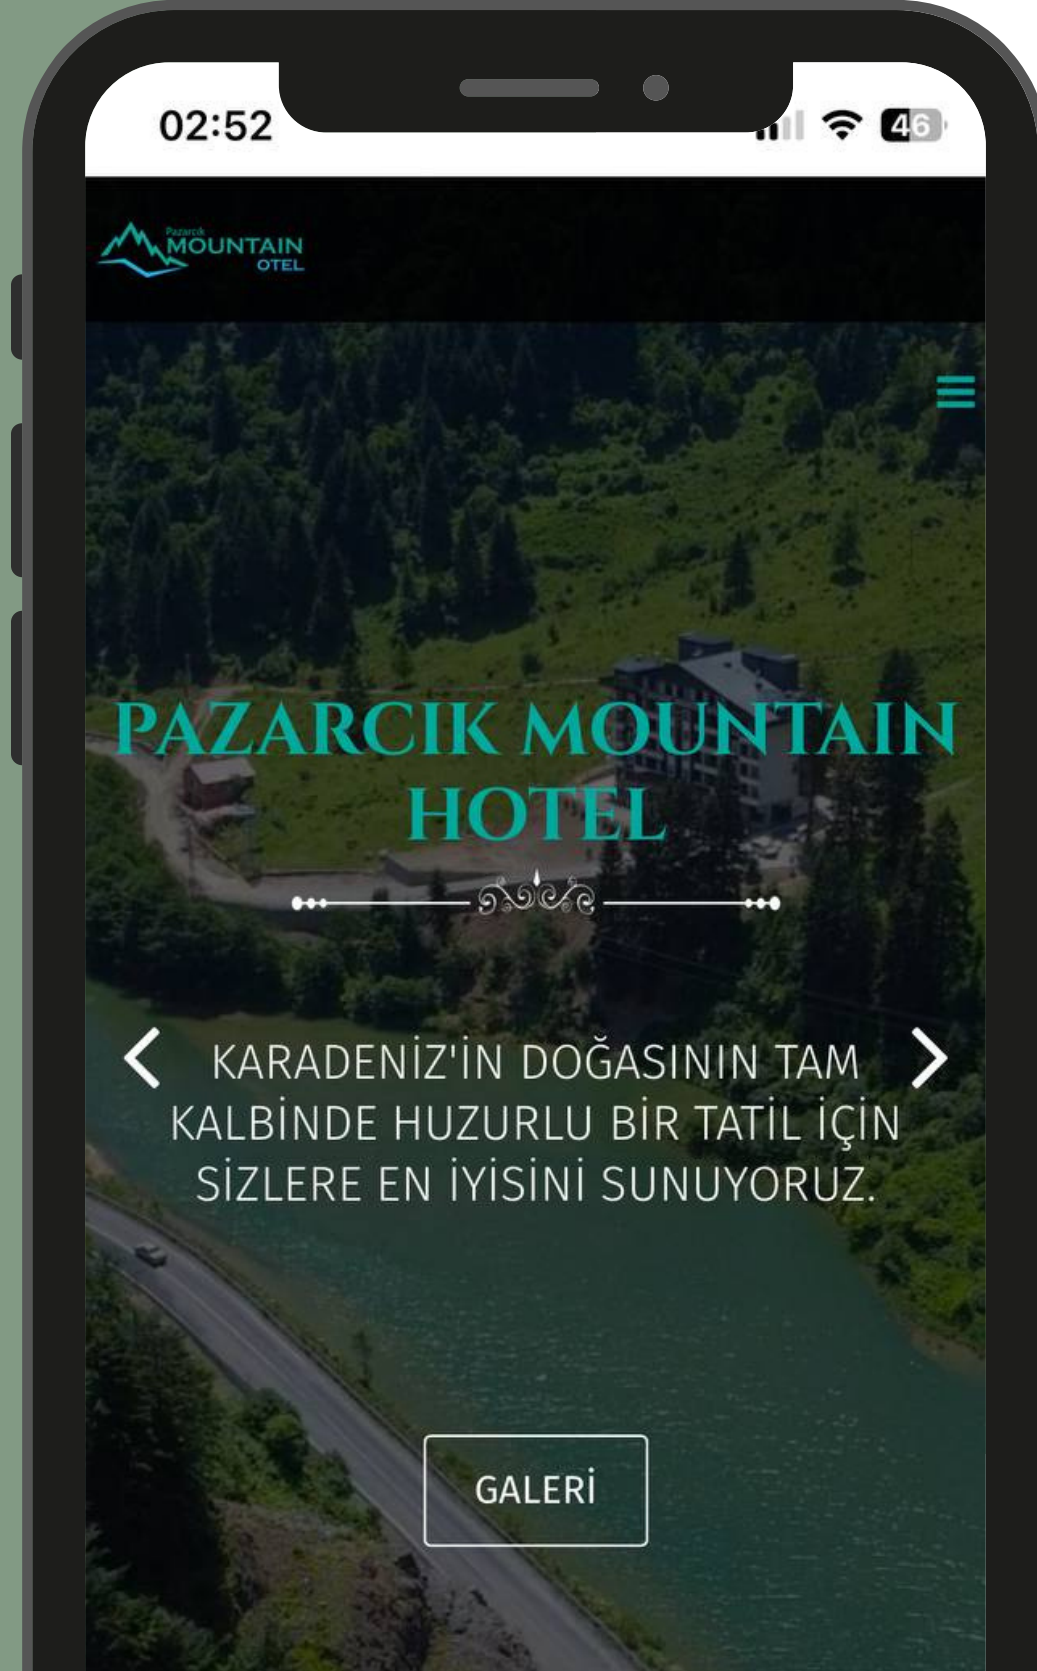 02:52
46
Pazarcık
MOUNTAIN
OTEL
PAZARCIK MOUNTAIN
HOTEL
KARADENİZ'İN DOĞASININ TAM
KALBİNDE HUZURLU BİR TATİL İÇİN
SİZLERE EN İYİSİNİ SUNUYORUZ.
GALERİ